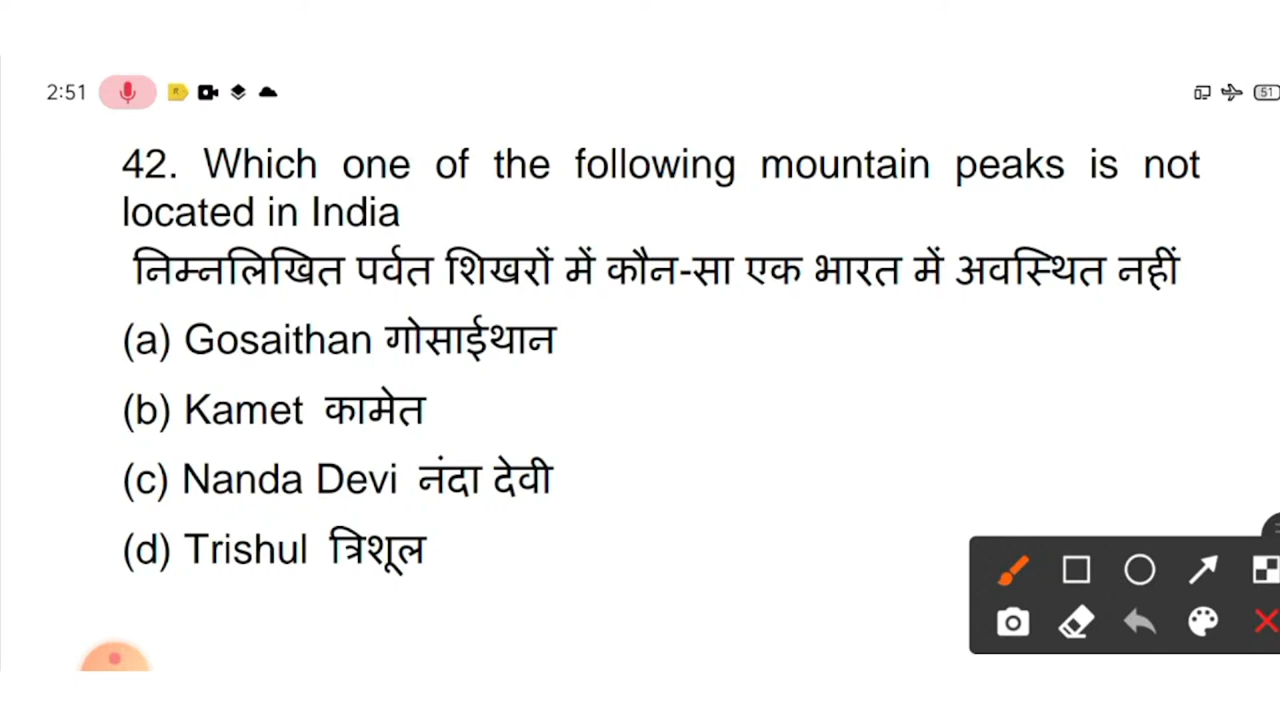 2:51
51
42. Which one of the following mountain peaks is not
located in India
निम्नलिखित पर्वत शिखरों में कौन-सा एक भारत में अवस्थित नहीं
(a) Gosaithan गोसाईथान
(b) Kamet कामेत
(c) Nanda Devi नंदा देवी
(d) Trishul त्रिशूल